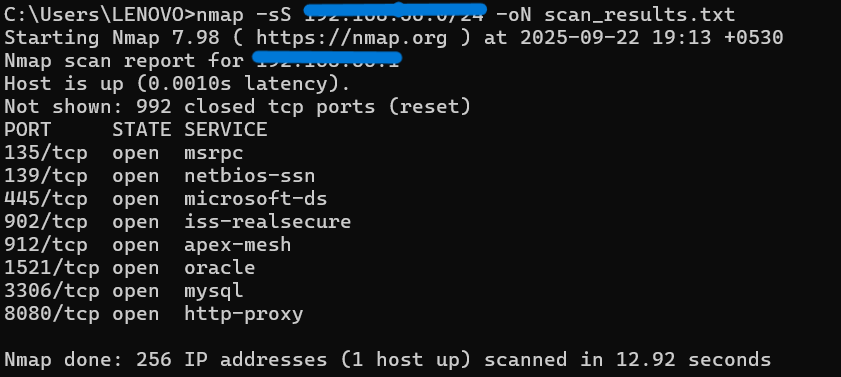 C:\Users\LENOVO>nmap -sS -oN scan_results.txt
Starting Nmap 7.98 ( https://nmap.org ) at 2025-09-22 19:13 +0530
Nmap scan report for
Host is up (0.0010s latency).
Not shown: 992 closed tcp ports (reset)
PORT     STATE SERVICE
135/tcp  open  msrpc
139/tcp  open  netbios-ssn
445/tcp  open  microsoft-ds
902/tcp  open  iss-realsecure
912/tcp  open  apex-mesh
1521/tcp open  oracle
3306/tcp open  mysql
8080/tcp open  http-proxy
Nmap done: 256 IP addresses (1 host up) scanned in 12.92 seconds